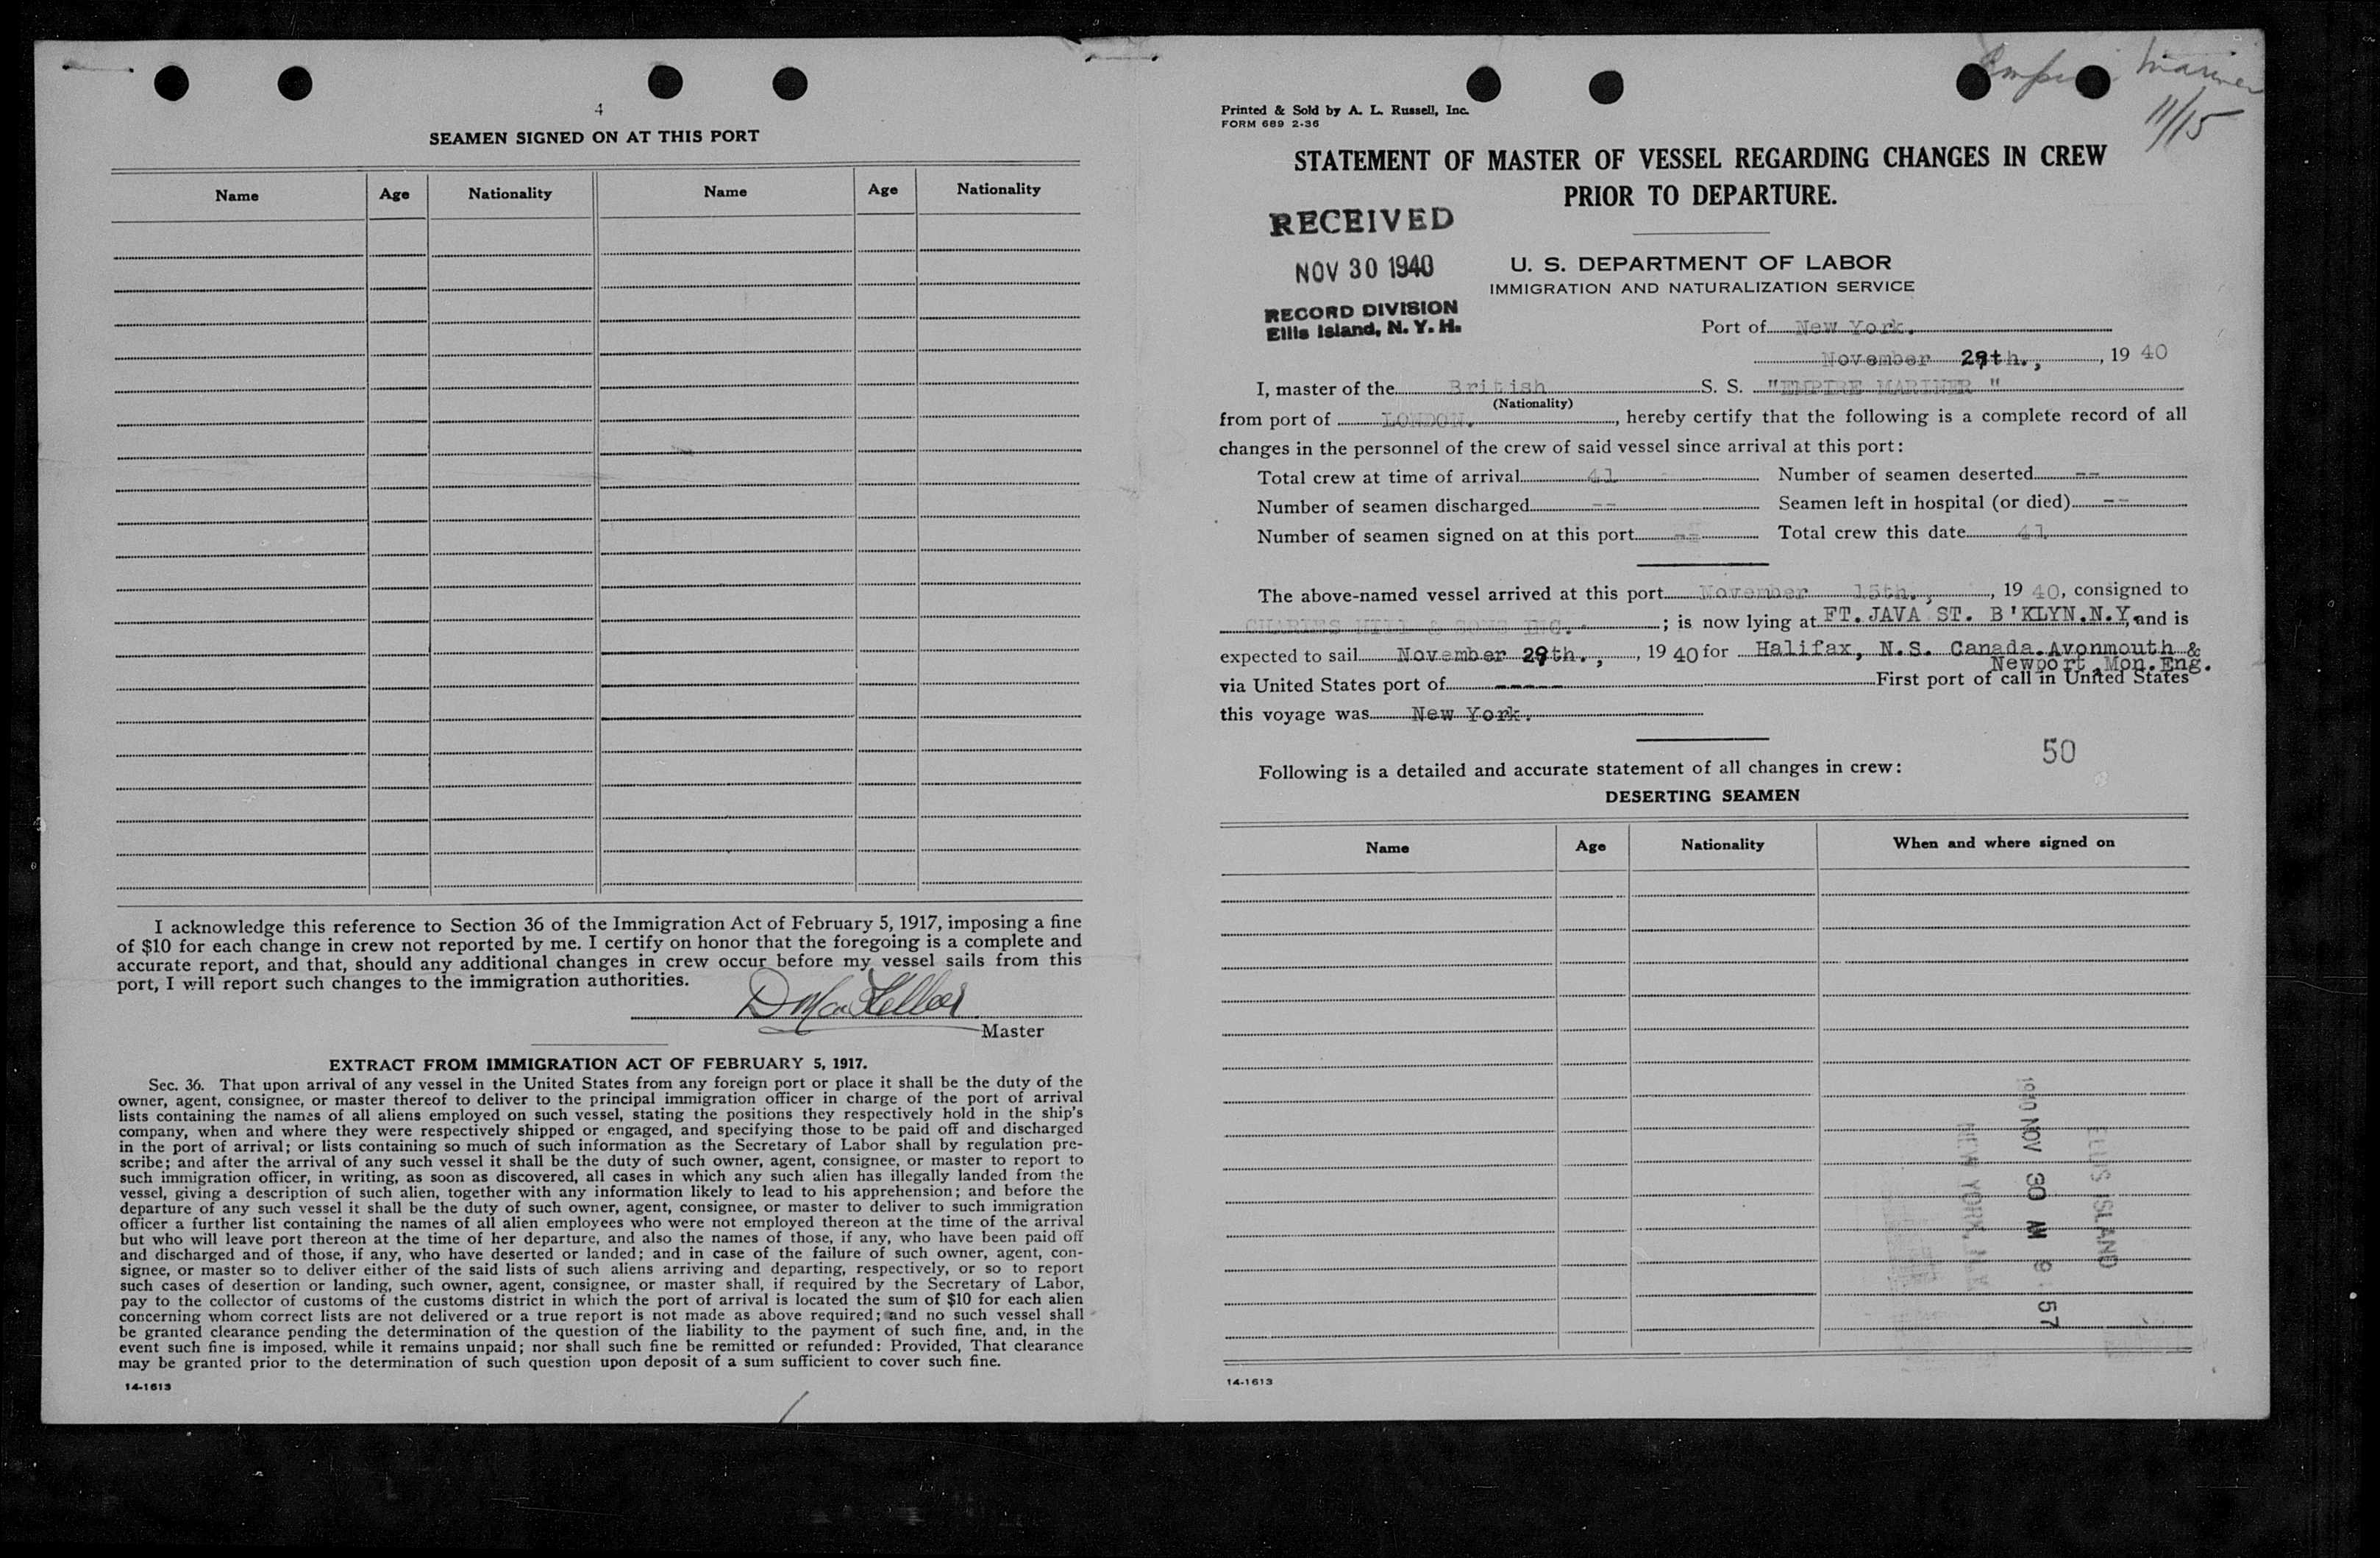 4
SEAMEN SIGNED ON AT THIS PORT
Name Age Nationality Name Age Nationality
I acknowledge this reference to Section 36 of the Immigration Act of February 5, 1917, imposing a fine
of $10 for each change in crew not reported by me. I certify on honor that the foregoing is a complete and
accurate report, and that, should any additional changes in crew occur before my vessel sails from this
port, I will report such changes to the immigration authorities.
Master
EXTRACT FROM IMMIGRATION ACT OF FEBRUARY 5, 1917.
Sec. 36. That upon arrival of any vessel in the United States from any foreign port or place it shall be the duty of the
owner, agent, consignee, or master thereof to deliver to the principal immigration officer in charge of the port of arrival
lists containing the names of all aliens employed on such vessel, stating the positions they respectively hold in the ship's
company, when and where they were respectively shipped or engaged, and specifying those to be paid off and discharged
in the port of arrival; or lists containing so much of such information as the Secretary of Labor shall by regulation pre-
scribe; and after the arrival of any such vessel it shall be the duty of such owner, agent, consignee, or master to report to
such immigration officer, in writing, as soon as discovered, all cases in which any such alien has illegally landed from the
vessel, giving a description of such alien, together with any information likely to lead to his apprehension; and before the
departure of any such vessel it shall be the duty of such owner, agent, consignee, or master to deliver to such immigration
officer a further list containing the names of all alien employees who were not employed thereon at the time of the arrival
but who will leave port thereon at the time of her departure, and also the names of those, if any, who have been paid off
and discharged and of those, if any, who have deserted or landed; and in case of the failure of such owner, agent, con-
signee, or master so to deliver either of the said lists of such aliens arriving and departing, respectively, or so to report
such cases of desertion or landing, such owner, agent, consignee, or master shall, if required by the Secretary of Labor,
pay to the collector of customs of the customs district in which the port of arrival is located the sum of $10 for each alien
concerning whom correct lists are not delivered or a true report is not made as above required; and no such vessel shall
be granted clearance pending the determination of the question of the liability to the payment of such fine, and, in the
event such fine is imposed, while it remains unpaid; nor shall such fine be remitted or refunded: Provided, That clearance
may be granted prior to the determination of such question upon deposit of a sum sufficient to cover such fine.
14-1613
Empire Mariner
11/15
Printed & Sold by A. L. Russell, Inc.
FORM 689 2-36
STATEMENT OF MASTER OF VESSEL REGARDING CHANGES IN CREW
PRIOR TO DEPARTURE.
RECEIVED
NOV 30 1940
RECORD DIVISION
Ellis Island, N. Y. H.
U. S. DEPARTMENT OF LABOR
IMMIGRATION AND NATURALIZATION SERVICE
Port of New York.
November 29th., , 19 40
I, master of the British S. S. "EMPIRE MARINER "
(Nationality)
from port of LONDON. , hereby certify that the following is a complete record of all
changes in the personnel of the crew of said vessel since arrival at this port:
Total crew at time of arrival 41 Number of seamen deserted --
Number of seamen discharged -- Seamen left in hospital (or died) --
Number of seamen signed on at this port -- Total crew this date 41
The above-named vessel arrived at this port November 15th., , 19 40, consigned to
CHARLES HILL & SONS INC. ; is now lying at FT. JAVA ST. B'KLYN.N.Y, and is
expected to sail November 29th., , 19 40 for Halifax, N.S. Canada. Avonmouth &
Newport, Mon. Eng.
via United States port of ----- First port of call in United States
this voyage was New York.
50
Following is a detailed and accurate statement of all changes in crew:
DESERTING SEAMEN
Name Age Nationality When and where signed on
ELLIS ISLAND
1940 NOV 30 M 9 57
NEW YORK, N.Y.
14-1613